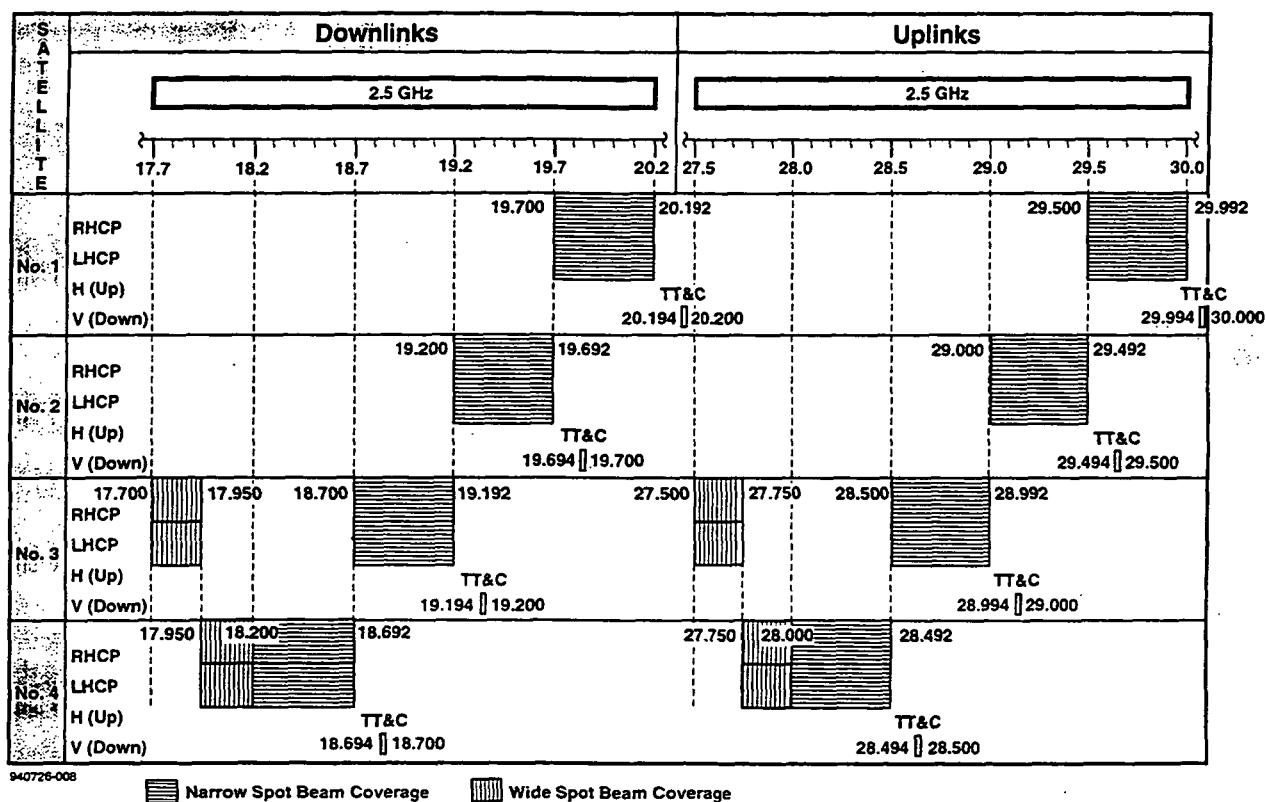 SATELLITE
Downlinks Uplinks
2.5 GHz 2.5 GHz
17.7 18.2 18.7 19.2 19.7 20.2 27.5 28.0 28.5 29.0 29.5 30.0
No. 1
19.700 20.192 29.500 29.992
RHCP
LHCP
H (Up)
TT&C TT&C
V (Down) 20.194 20.200 29.994 30.000
No. 2
19.200 19.692 29.000 29.492
RHCP
LHCP
H (Up)
TT&C TT&C
V (Down) 19.694 19.700 29.494 29.500
No. 3
17.700 17.950 18.700 19.192 27.500 27.750 28.500 28.992
RHCP
LHCP
H (Up)
TT&C TT&C
V (Down) 19.194 19.200 28.994 29.000
No. 4
17.950 18.200 18.692 27.750 28.000 28.492
RHCP
LHCP
H (Up)
TT&C TT&C
V (Down) 18.694 18.700 28.494 28.500
940726-008
Narrow Spot Beam Coverage Wide Spot Beam Coverage